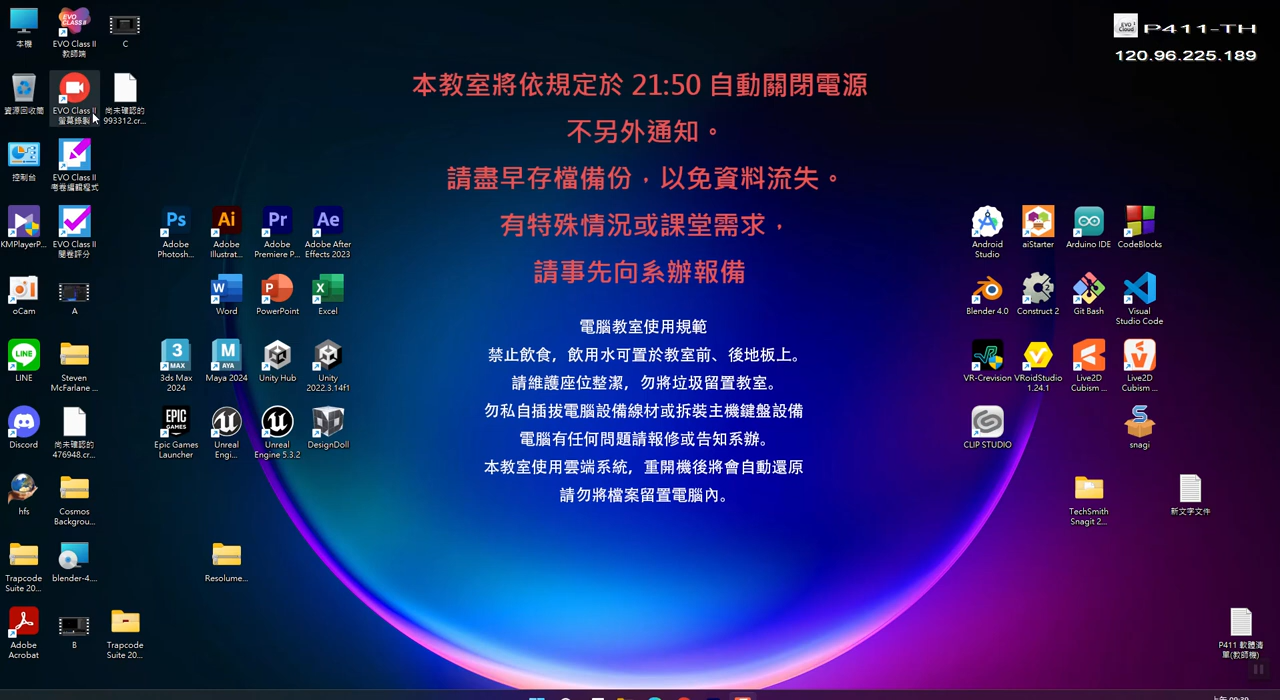 本教室將依規定於 21:50 自動關閉電源
不另外通知。
請盡早存檔備份，以免資料流失。
有特殊情況或課堂需求，
請事先向系辦報備
電腦教室使用規範
禁止飲食，飲用水可置於教室前、後地板上。
請維護座位整潔，勿將垃圾留置教室。
勿私自插拔電腦設備線材或拆裝主機鍵盤設備
電腦有任何問題請報修或告知系辦。
本教室使用雲端系統，重開機後將會自動還原
請勿將檔案留置電腦內。
P411-TH
120.96.225.189
本機
EVO Class II
教師端
C
資源回收筒
EVO Class II
螢幕錄製
尚未確認的
993312.cr...
控制台
EVO Class II
考卷編輯程式
KMPlayerP...
EVO Class II
閱卷評分
oCam
A
LINE
Steven
McFarlane ...
Discord
尚未確認的
476948.cr...
hfs
Cosmos
Backgrou...
Trapcode
Suite 20...
blender-4....
Adobe
Acrobat
B
Trapcode
Suite 20...
Adobe
Photosh...
Adobe
Illustrat...
Adobe
Premiere P...
Adobe After
Effects 2023
Word
PowerPoint
Excel
3ds Max
2024
Maya 2024
Unity Hub
Unity
2022.3.14f1
Epic Games
Launcher
Unreal
Engi...
Unreal
Engine 5.3.2
DesignDoll
Resolume...
Android
Studio
aiStarter
Arduino IDE
CodeBlocks
Blender 4.0
Construct 2
Git Bash
Visual
Studio Code
VR-Crevision
VRoidStudio
1.24.1
Live2D
Cubism ...
Live2D
Cubism ...
CLIP STUDIO
snagi
TechSmith
Snagit 2...
新文字文件
P411 軟體清
單(教師機)